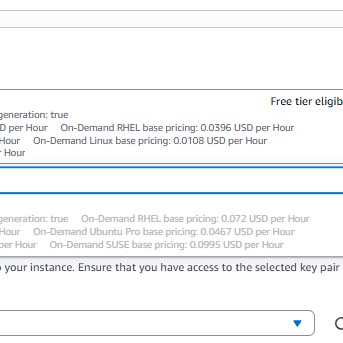 Free tier eligib
generation: true
D per Hour On-Demand RHEL base pricing: 0.0396 USD per Hour
Hour On-Demand Linux base pricing: 0.0108 USD per Hour
Hour
generation: true On-Demand RHEL base pricing: 0.072 USD per Hour
Hour On-Demand Ubuntu Pro base pricing: 0.0467 USD per Hour
per Hour On-Demand SUSE base pricing: 0.0995 USD per Hour
your instance. Ensure that you have access to the selected key pair